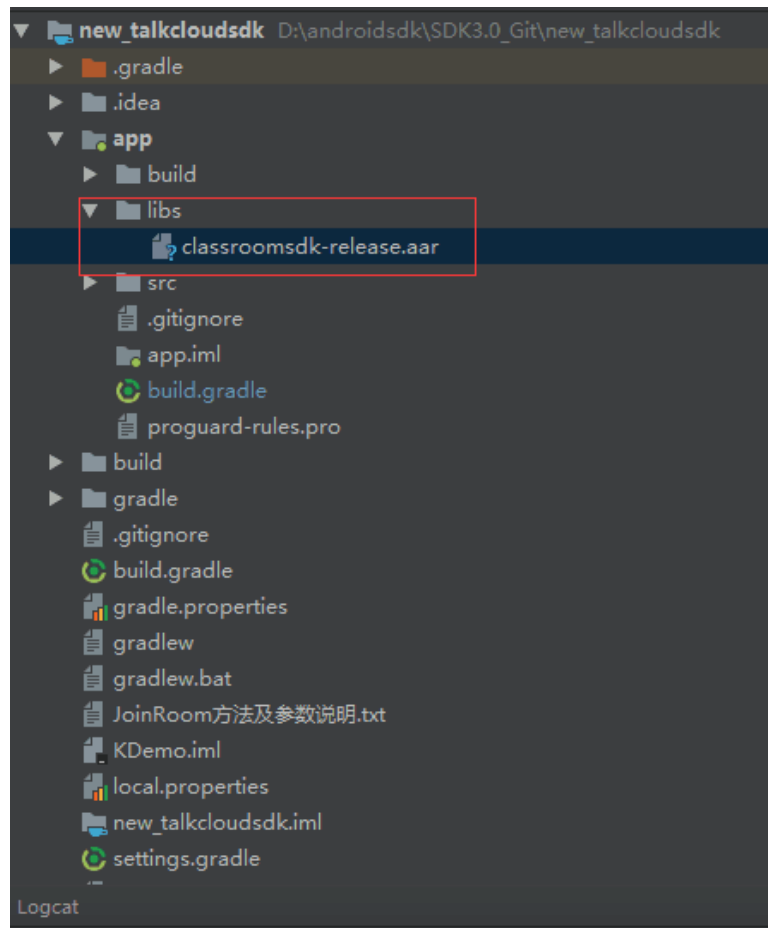 new_talkcloudsdk D:\androidsdk\SDK3.0_Git\new_talkcloudsdk
.gradle
.idea
app
build
libs
classroomsdk-release.aar
src
.gitignore
app.iml
build.gradle
proguard-rules.pro
build
gradle
.gitignore
build.gradle
gradle.properties
gradlew
gradlew.bat
JoinRoom方法及参数说明.txt
KDemo.iml
local.properties
new_talkcloudsdk.iml
settings.gradle
Logcat